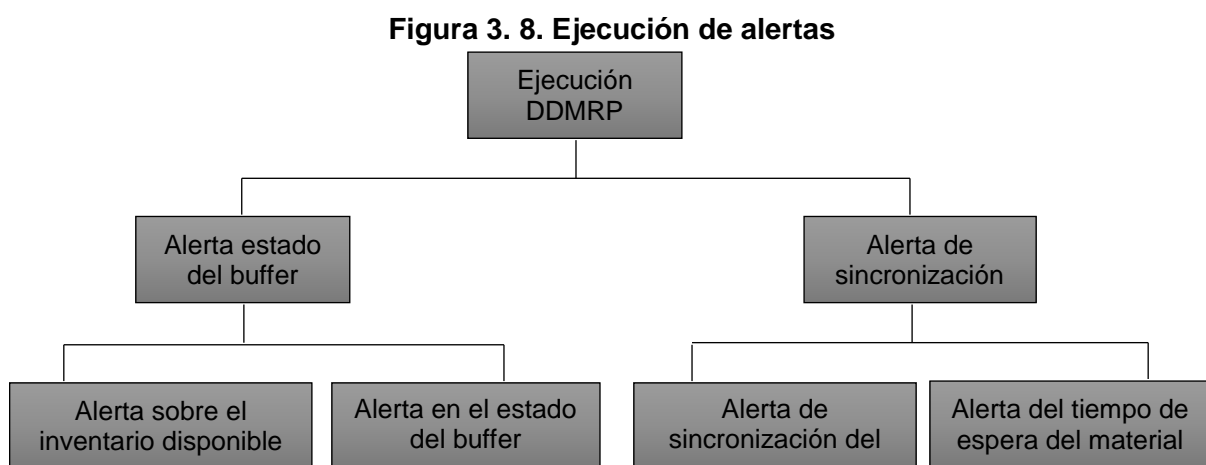 Figura 3. 8. Ejecución de alertas
Ejecución
DDMRP
Alerta estado
del buffer
Alerta de
sincronización
Alerta sobre el
inventario disponible
Alerta en el estado
del buffer
Alerta de
sincronización del
Alerta del tiempo de
espera del material